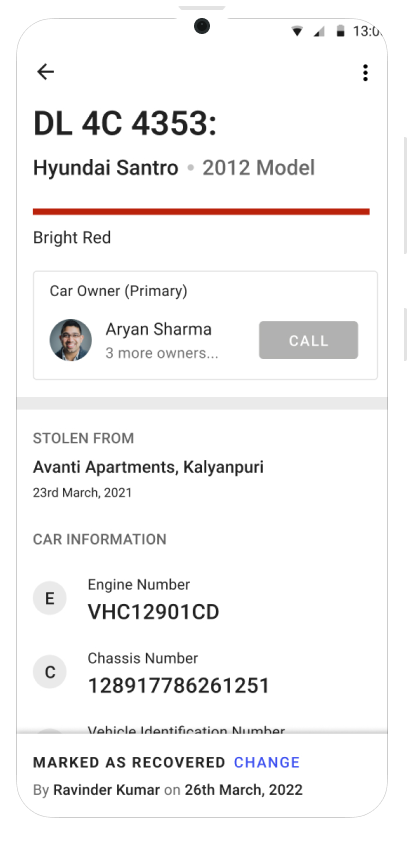 13:0
DL 4C 4353:
Hyundai Santro • 2012 Model
Bright Red
Car Owner (Primary)
Aryan Sharma
3 more owners...
CALL
STOLEN FROM
Avanti Apartments, Kalyanpuri
23rd March, 2021
CAR INFORMATION
E
Engine Number
VHC12901CD
C
Chassis Number
128917786261251
Vehicle Identification Number
MARKED AS RECOVERED CHANGE
By Ravinder Kumar on 26th March, 2022